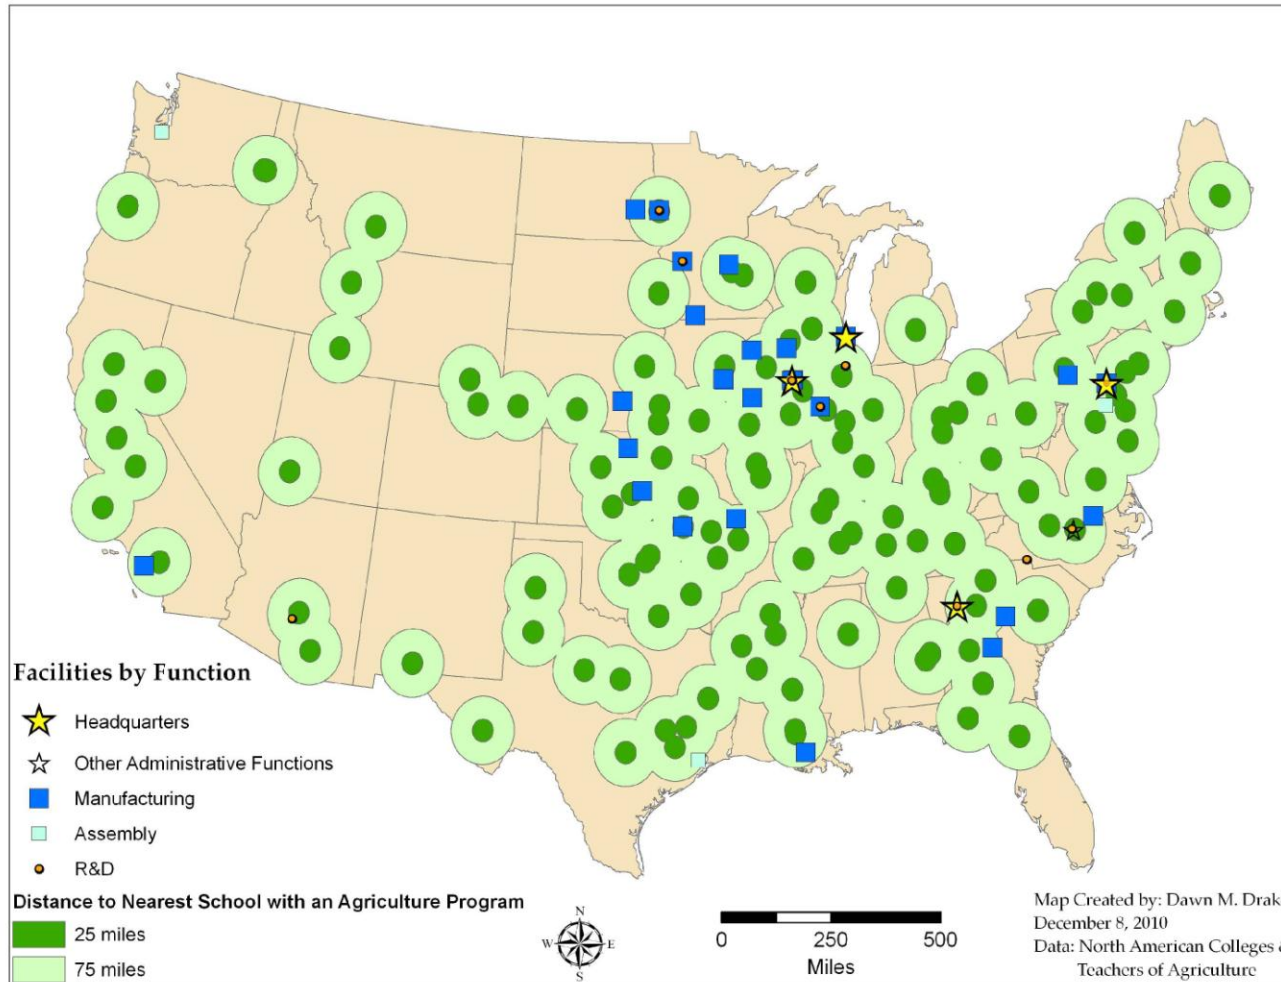 Facilities by Function
Headquarters
Other Administrative Functions
Manufacturing
Assembly
R&D
Distance to Nearest School with an Agriculture Program
25 miles
75 miles
N
W E
S
0 250 500
Miles
Map Created by: Dawn M. Drak
December 8, 2010
Data: North American Colleges &
Teachers of Agriculture